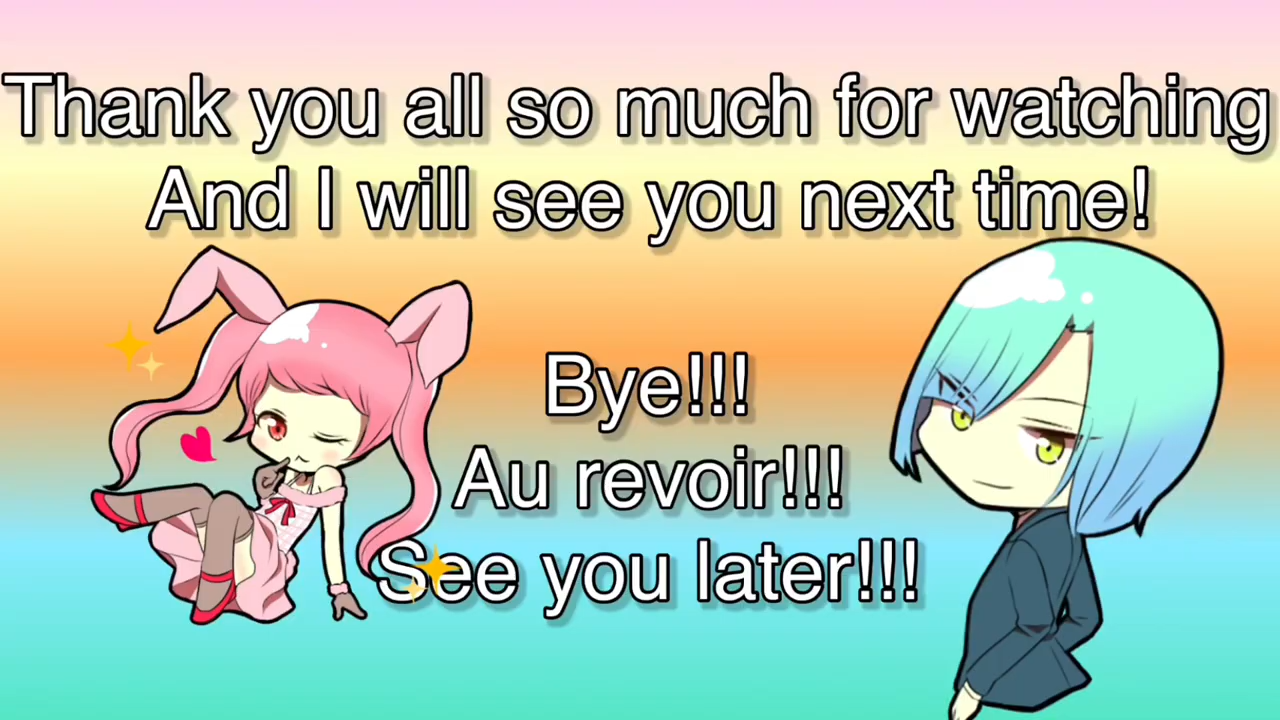 Thank you all so much for watching
And I will see you next time!
Bye!!!
Au revoir!!!
See you later!!!